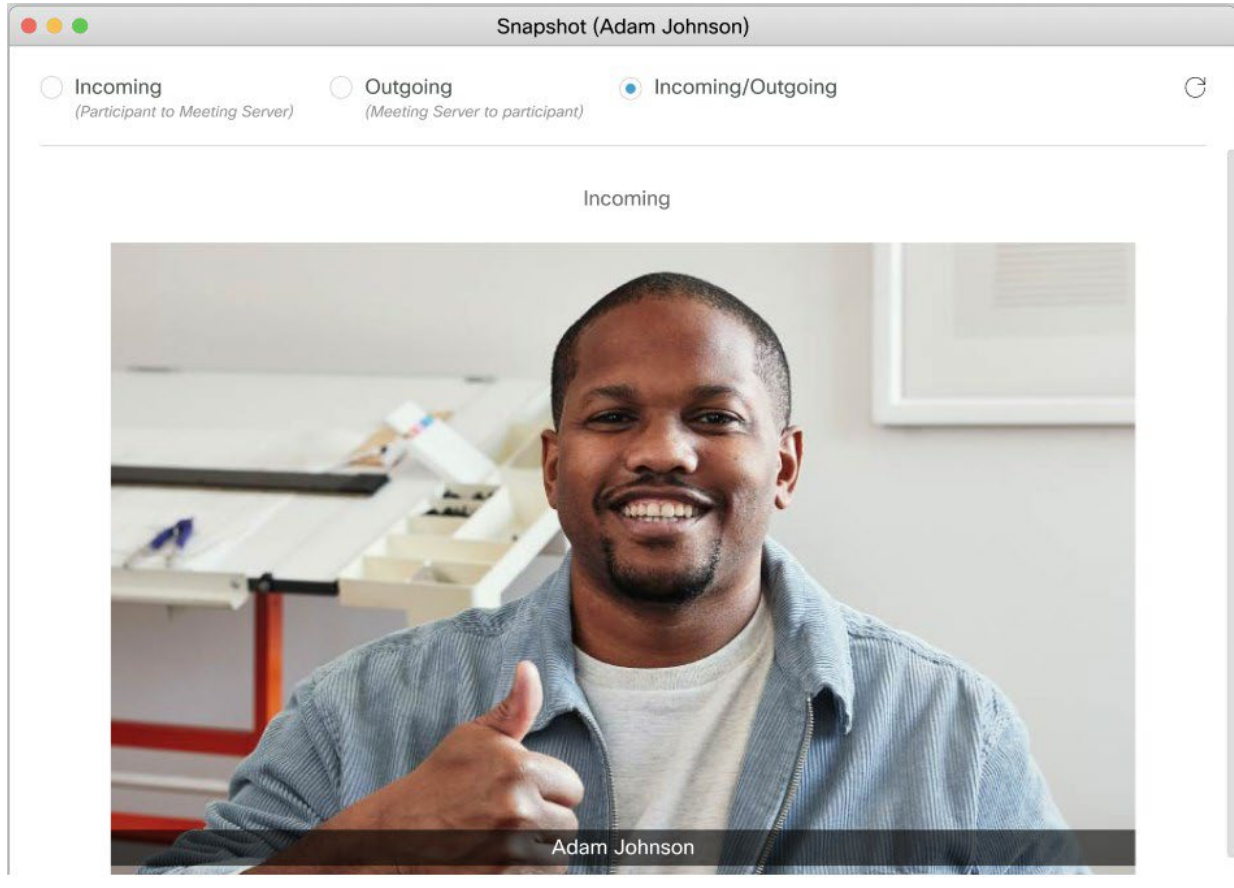 Snapshot (Adam Johnson)
Incoming
(Participant to Meeting Server)
Outgoing
(Meeting Server to participant)
Incoming/Outgoing
Incoming
Adam Johnson